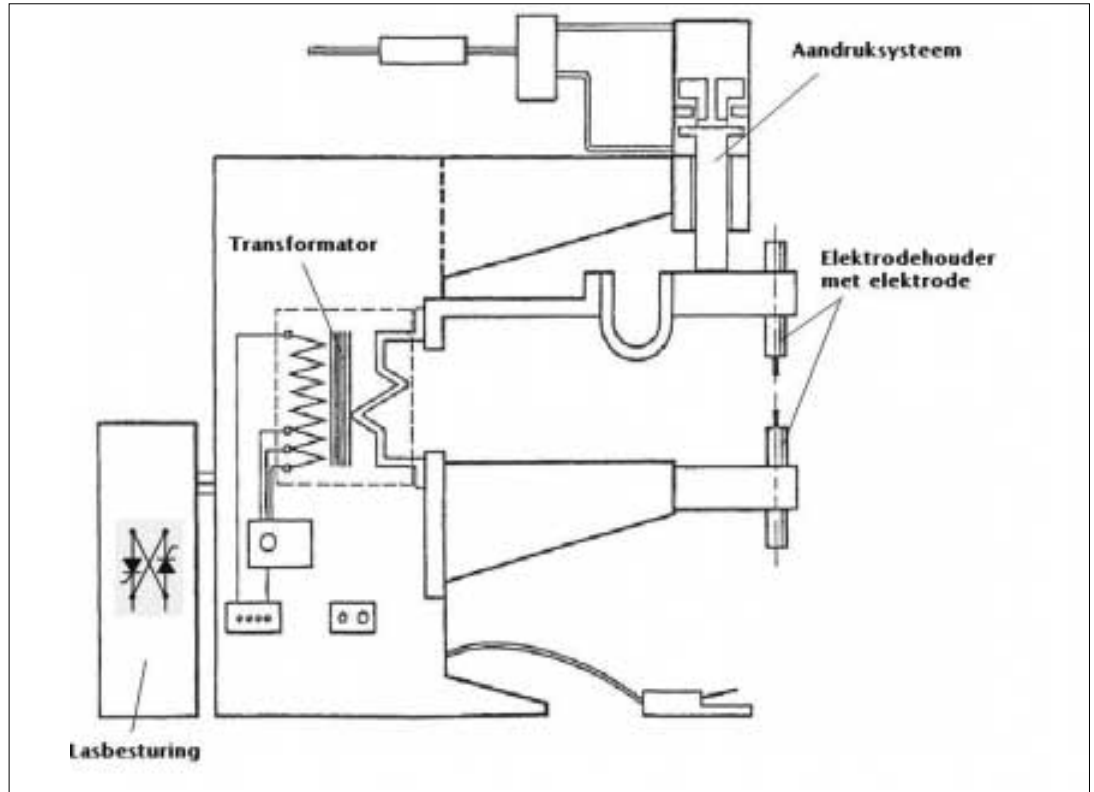 Aandruksysteem
Transformator
Elektrodehouder
met elektrode
Lasbesturing